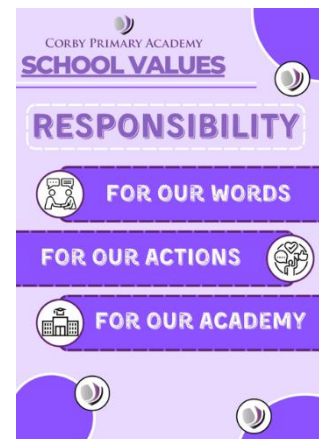 CORBY PRIMARY ACADEMY
SCHOOL VALUES
RESPONSIBILITY
FOR OUR WORDS
FOR OUR ACTIONS
FOR OUR ACADEMY